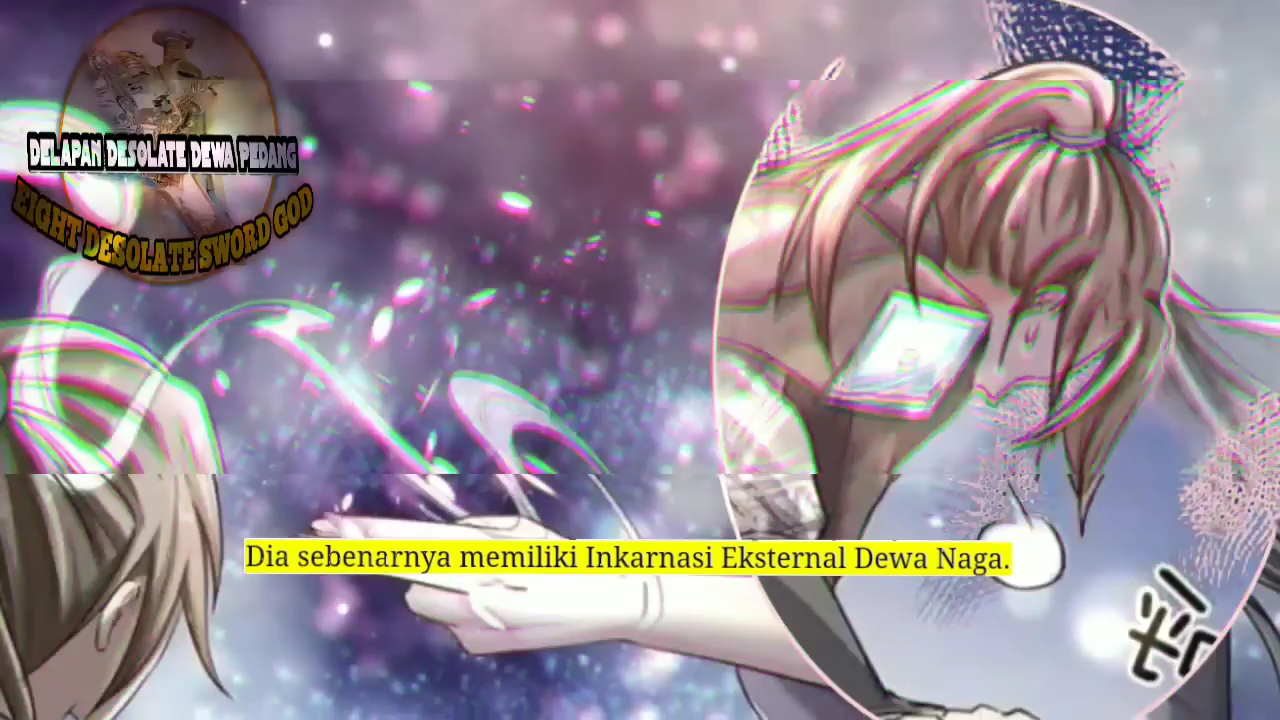 DELAPAN DESOLATE DEWA PEDANG
EIGHT DESOLATE SWORD GOD
Dia sebenarnya memiliki Inkarnasi Eksternal Dewa Naga.